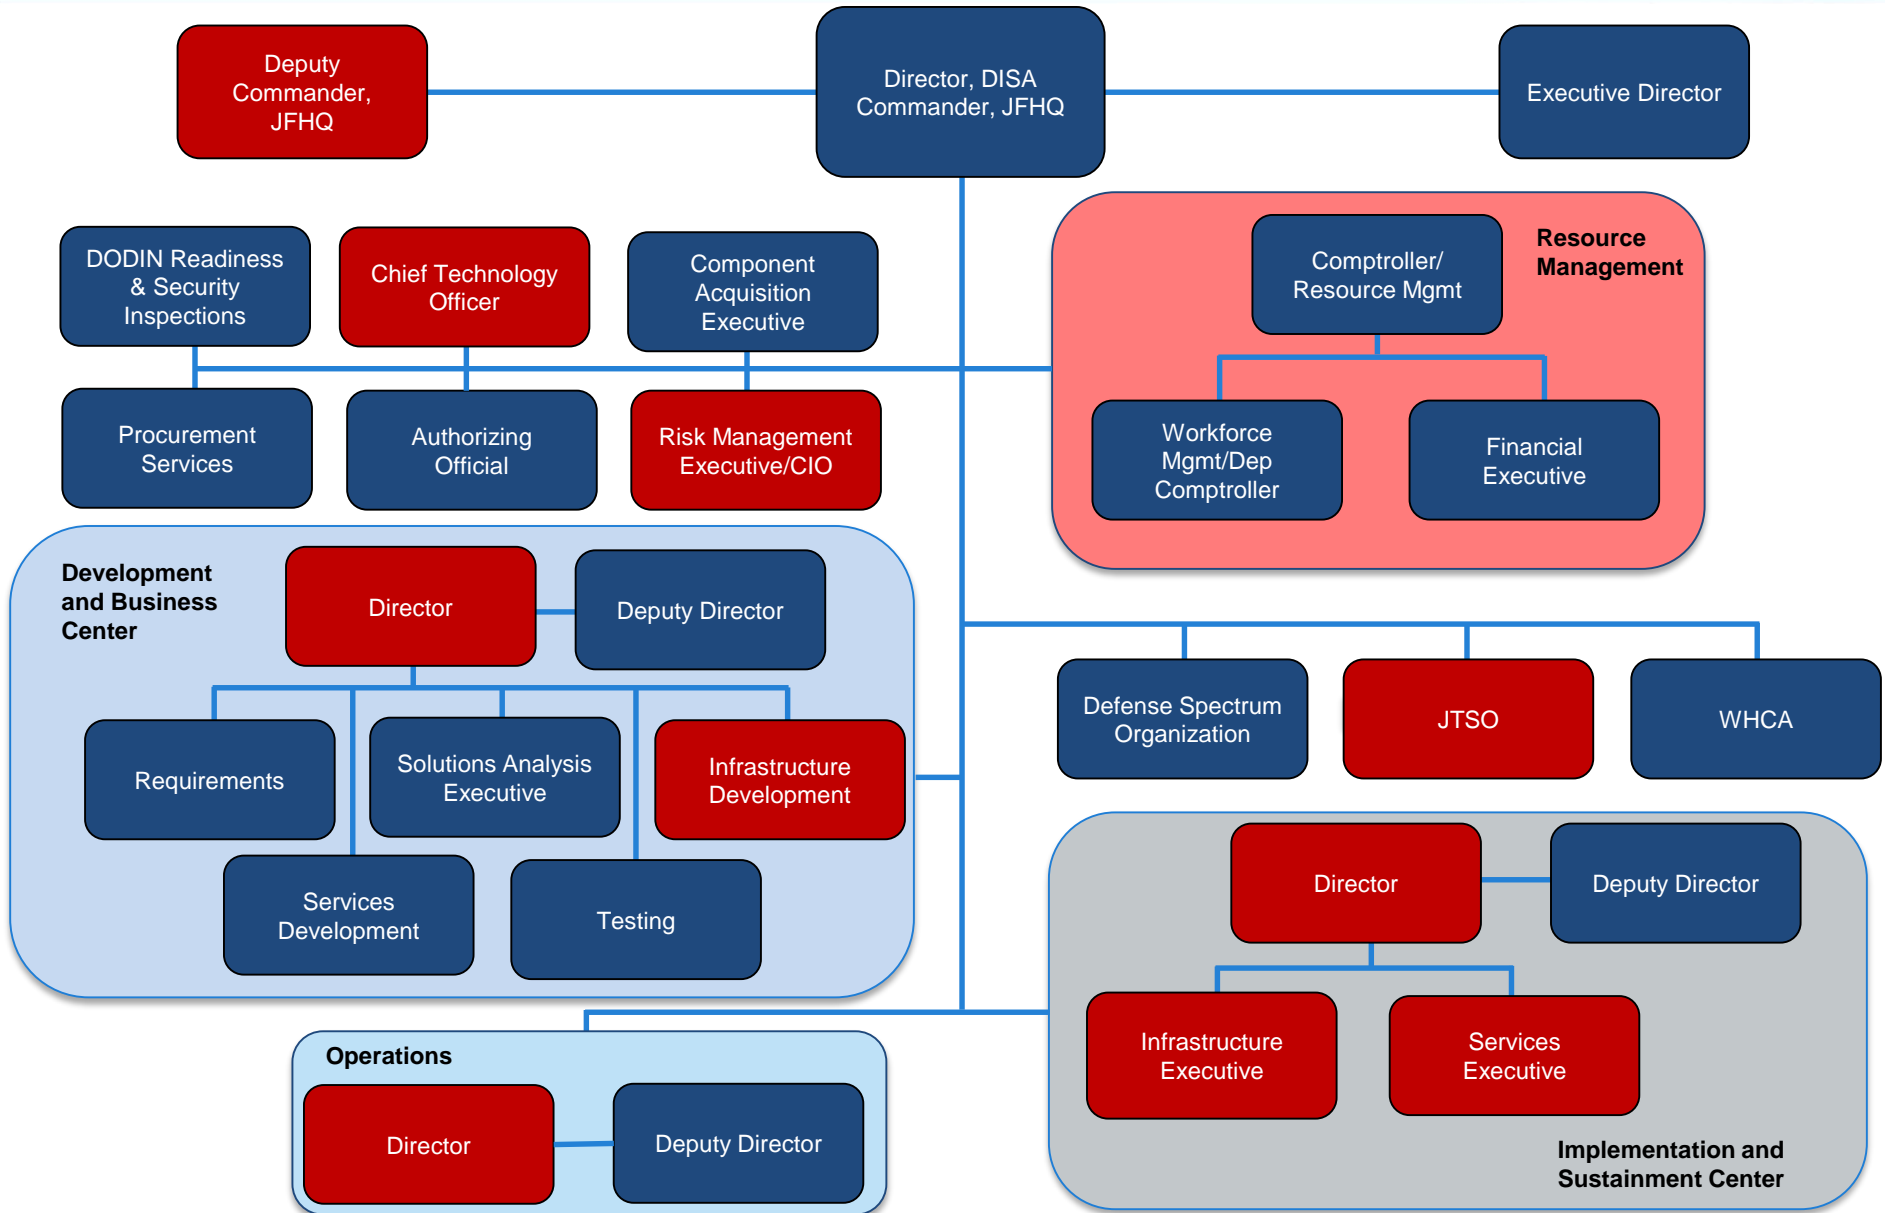 Deputy
Commander,
JFHQ
Director, DISA
Commander, JFHQ
Executive Director
DODIN Readiness
& Security
Inspections
Chief Technology
Officer
Component
Acquisition
Executive
Comptroller/
Resource Mgmt
Resource
Management
Procurement
Services
Authorizing
Official
Risk Management
Executive/CIO
Workforce
Mgmt/Dep
Comptroller
Financial
Executive
Development
and Business
Center
Director
Deputy Director
Requirements
Solutions Analysis
Executive
Infrastructure
Development
Services
Development
Testing
Defense Spectrum
Organization
JTSO
WHCA
Director
Deputy Director
Infrastructure
Executive
Services
Executive
Implementation and
Sustainment Center
Operations
Director
Deputy Director